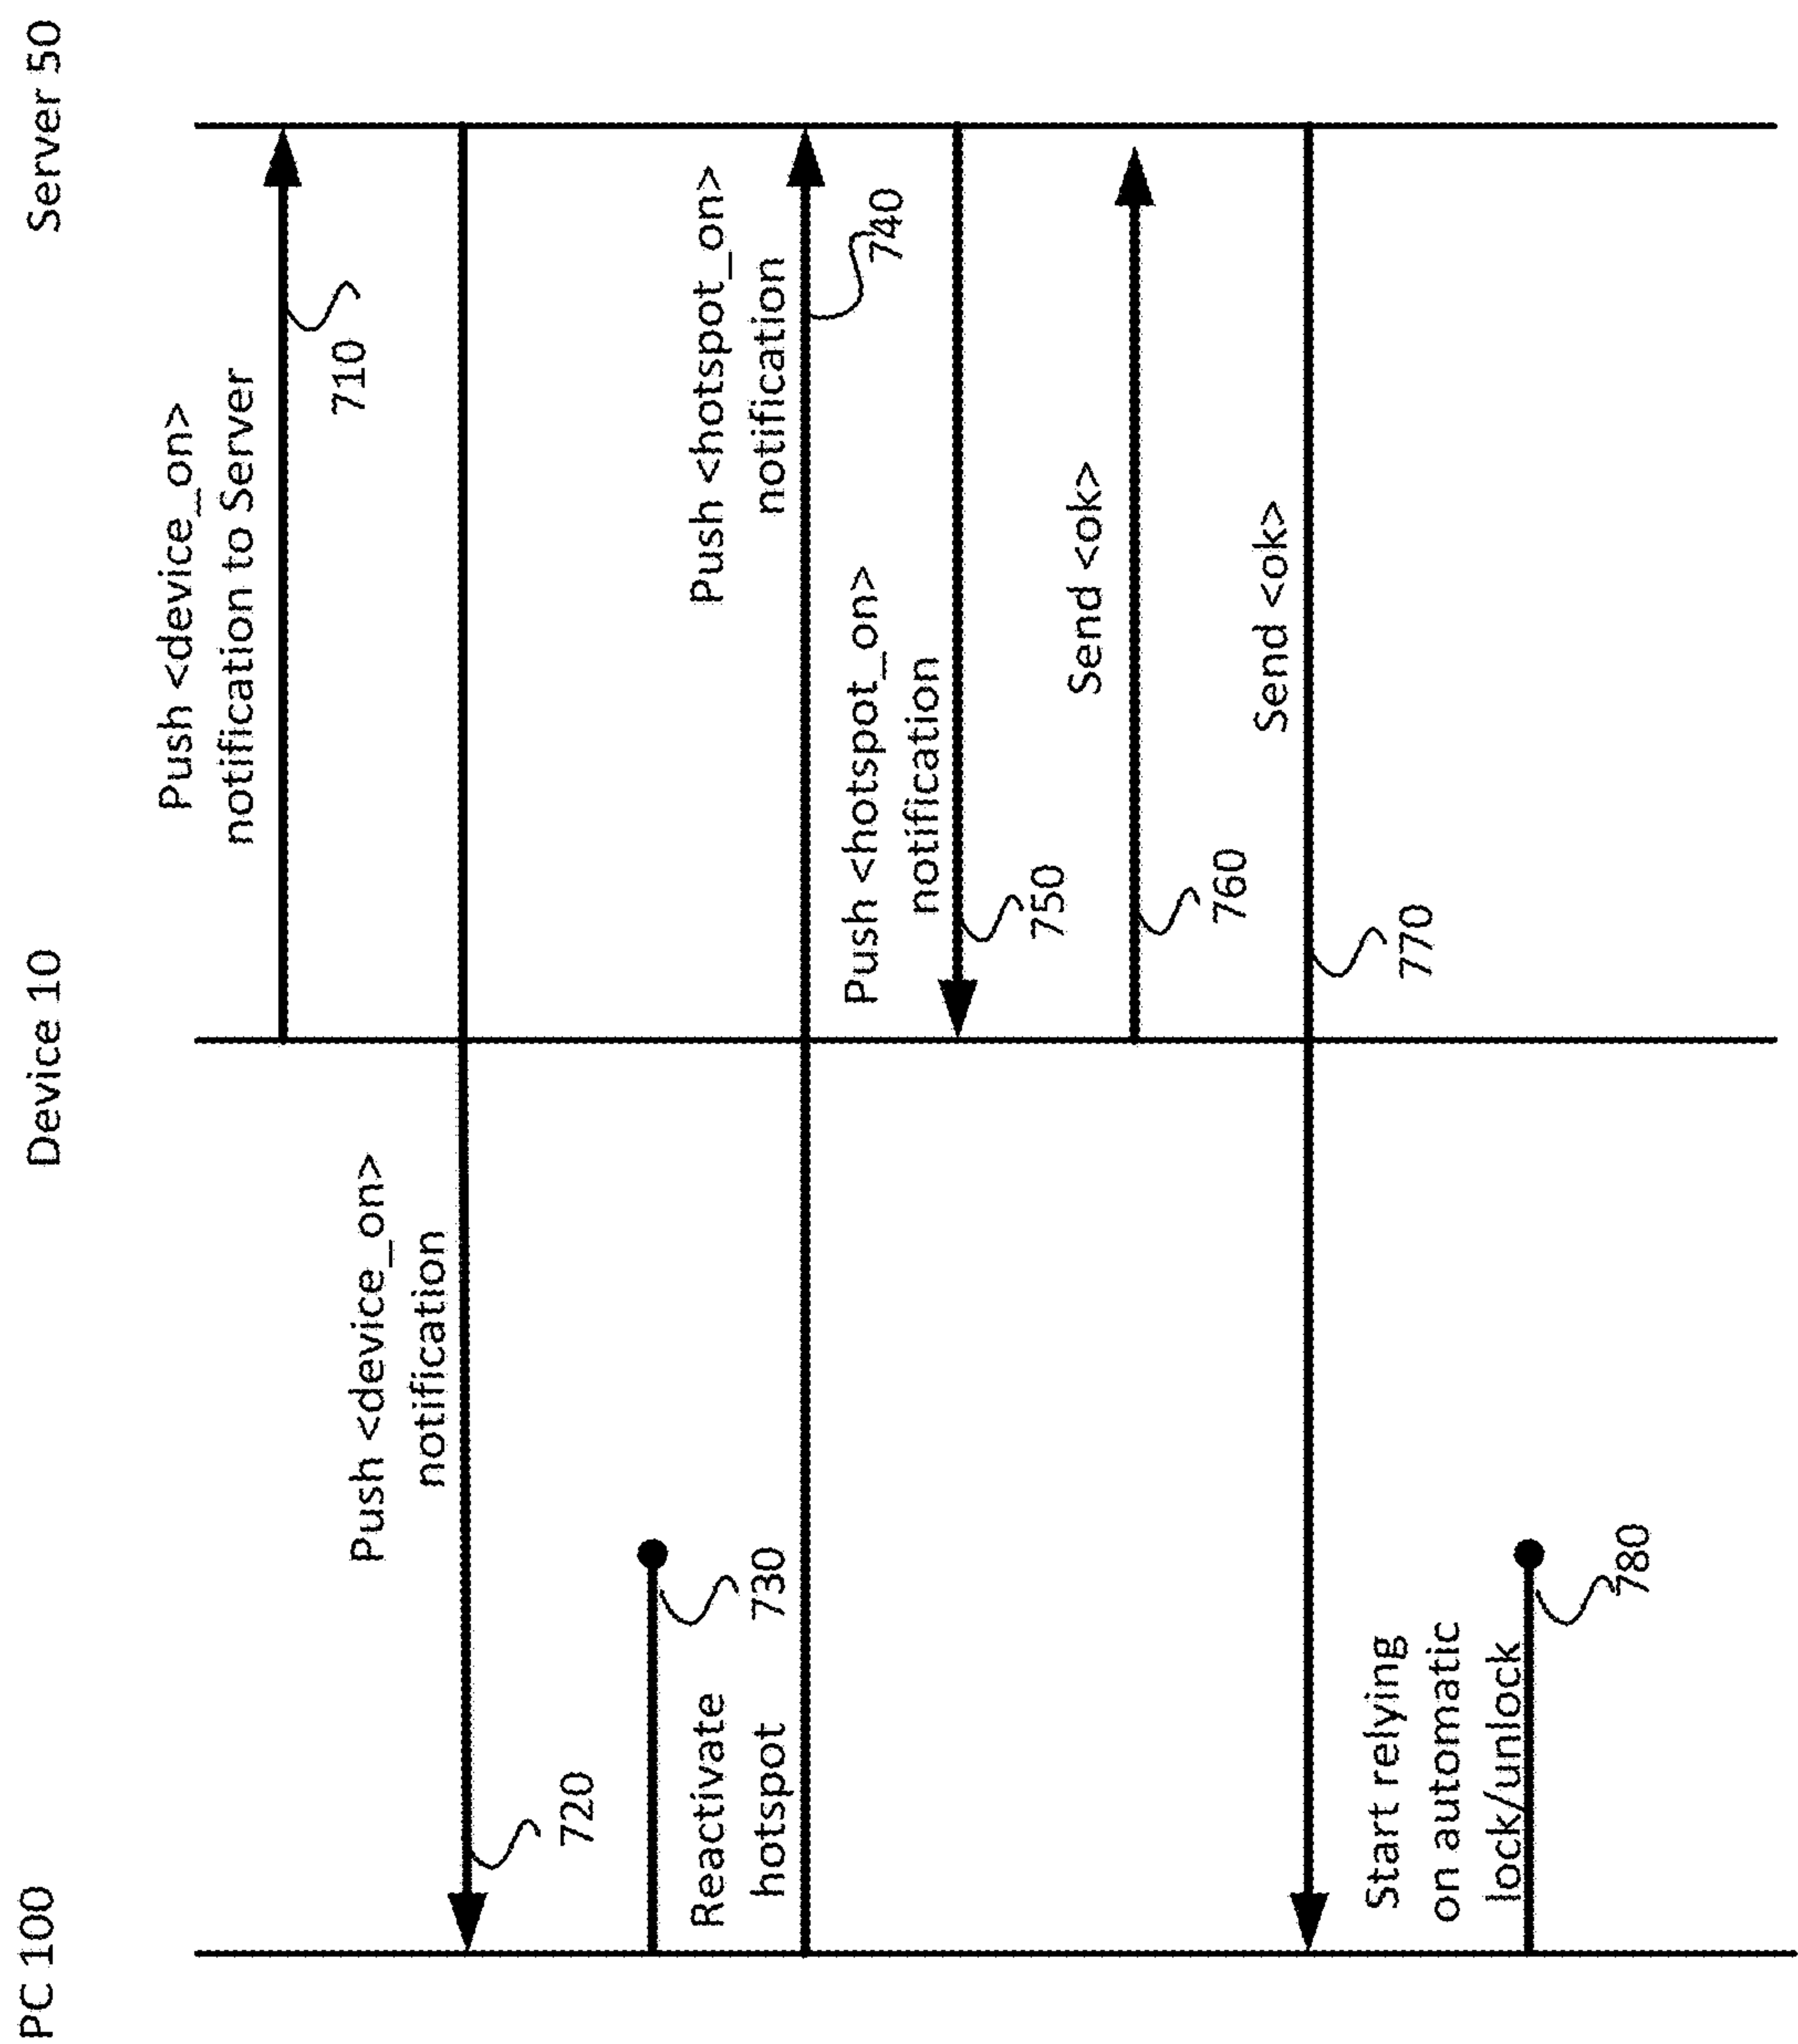 PC 100
Device 10
Server 50
Push <device_on>
notification to Server
710
Push <device_on>
notification
720
730
Reactivate
hotspot
Push <hotspot_on>
notification
740
Push <hotspot_on>
notification
750
Send <ok>
760
Send <ok>
770
Start relying
on automatic
lock/unlock
780